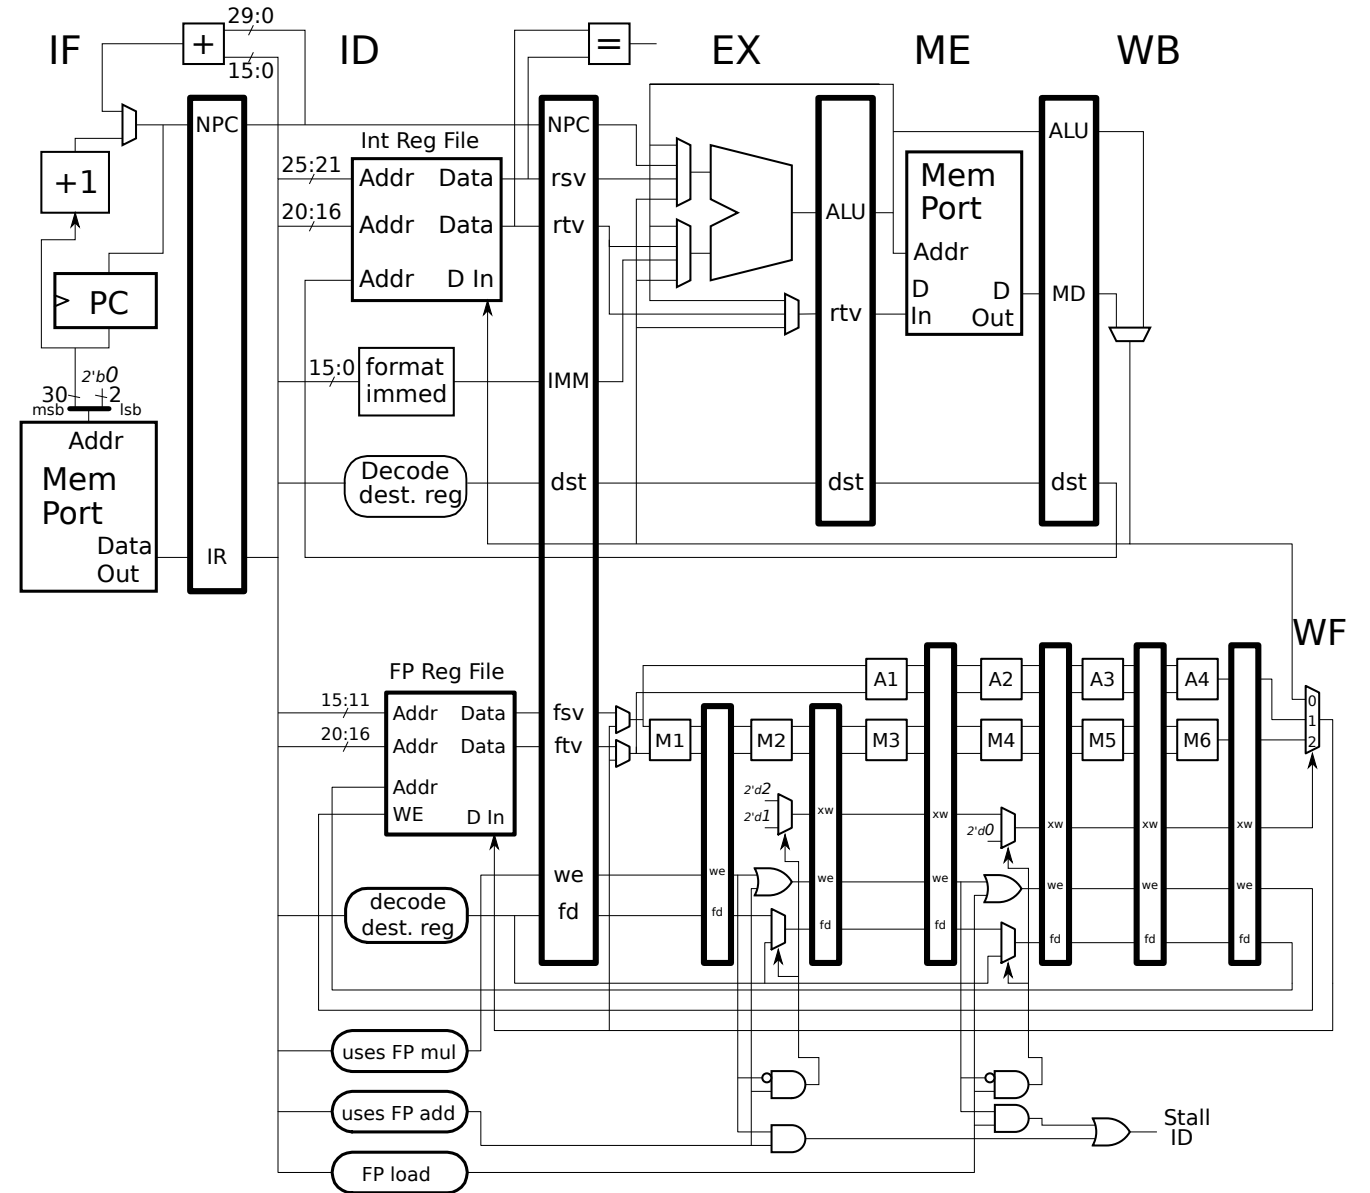 IF
ID
EX
ME
WB
29:0
+
15:0
=
NPC
NPC
ALU
Int Reg File
+1
25:21
Addr
Data
rsv
Mem
Port
20:16
Addr
Data
rtv
ALU
Addr
Addr
D In
PC
D
In
D
Out
rtv
MD
15:0
format
immed
IMM
2'b0
30
2
msb
lsb
Addr
Mem
Port
Data
Out
IR
Decode
dest. reg
dst
dst
dst
WF
FP Reg File
15:11
Addr
Data
fsv
20:16
Addr
Data
ftv
Addr
WE
D In
A1
A2
A3
A4
M1
M2
M3
M4
M5
M6
0
1
2
2'd2
2'd1
xw
xw
2'd0
xw
xw
xw
we
we
we
we
we
we
we
decode
dest. reg
fd
fd
fd
fd
fd
fd
fd
uses FP mul
uses FP add
FP load
Stall
ID